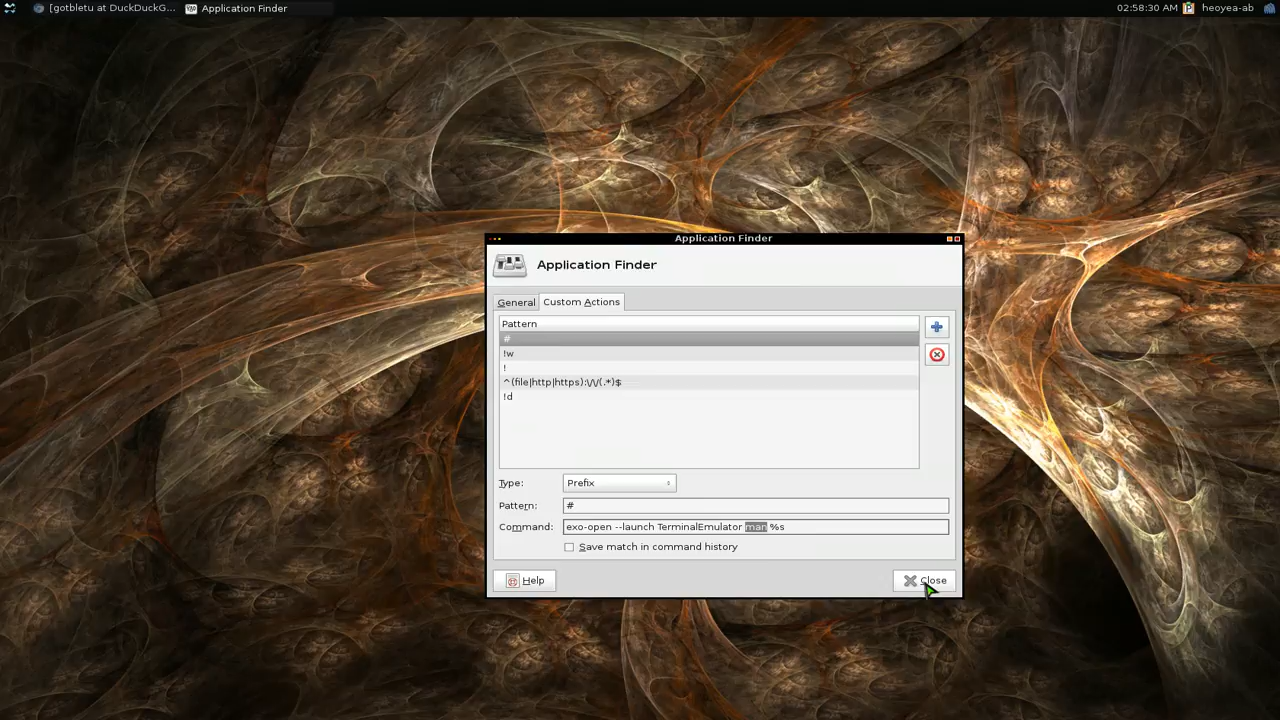 [gotbletu at DuckDuckG... Application Finder 02:58:30 AM heoyea-ab
Application Finder
Application Finder
General Custom Actions
Pattern
#
!w
!
^(file|http|https):\/\/(.*)$
!d
Type: Prefix
Pattern: #
Command: exo-open --launch TerminalEmulator man %s
Save match in command history
Help Close